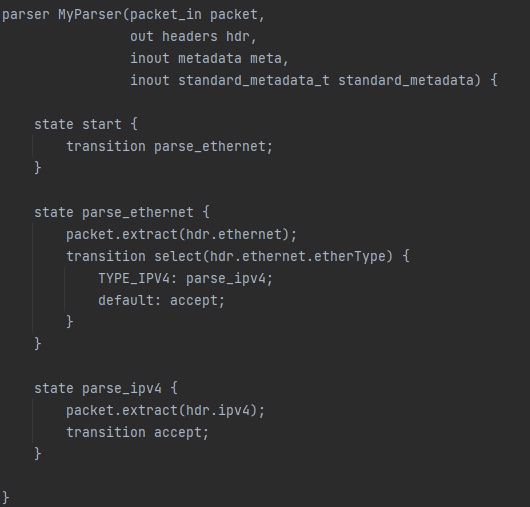 parser MyParser(packet_in packet,
                out headers hdr,
                inout metadata meta,
                inout standard_metadata_t standard_metadata) {

    state start {
        transition parse_ethernet;
    }

    state parse_ethernet {
        packet.extract(hdr.ethernet);
        transition select(hdr.ethernet.etherType) {
            TYPE_IPV4: parse_ipv4;
            default: accept;
        }
    }

    state parse_ipv4 {
        packet.extract(hdr.ipv4);
        transition accept;
    }

}